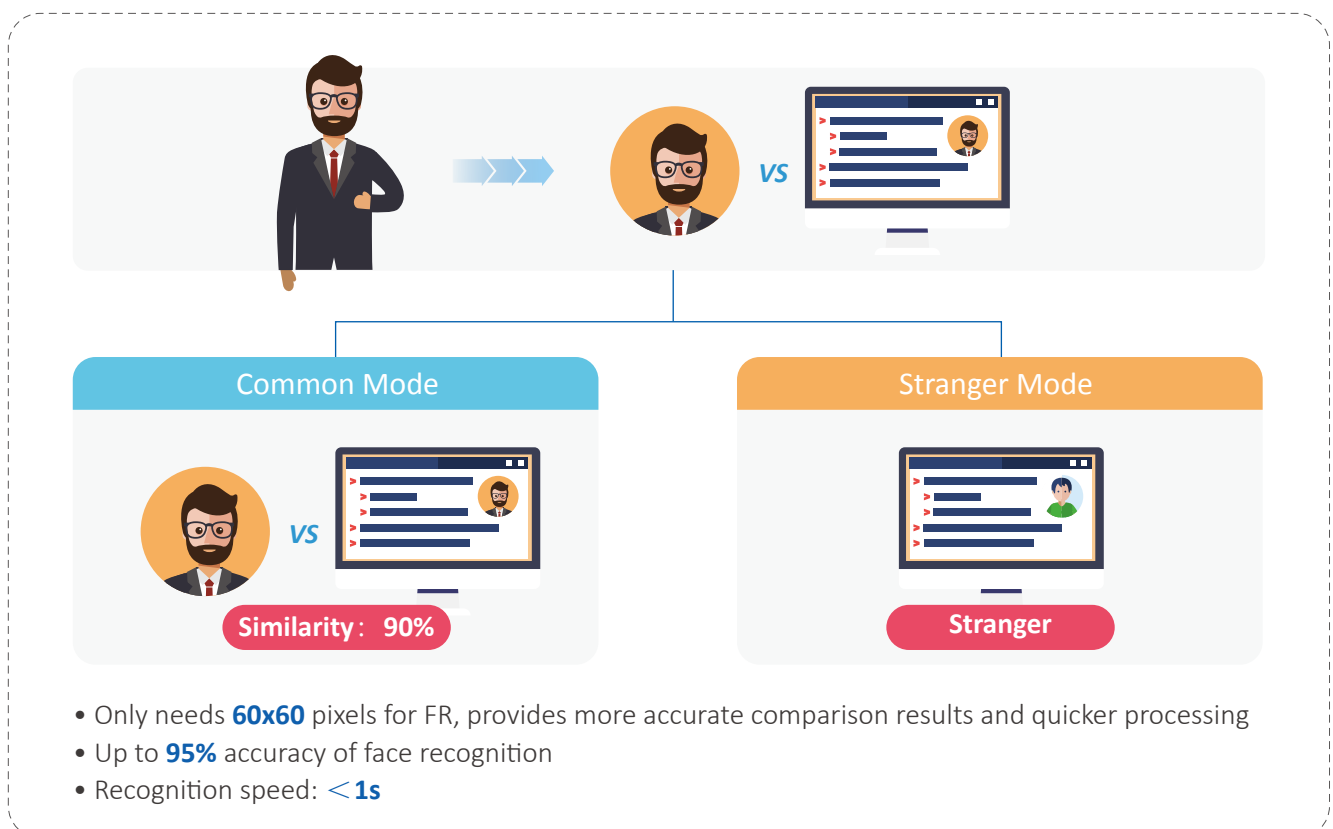 VS
Common Mode
Stranger Mode
VS
Similarity: 90%
Stranger
• Only needs 60x60 pixels for FR, provides more accurate comparison results and quicker processing
• Up to 95% accuracy of face recognition
• Recognition speed: <1s